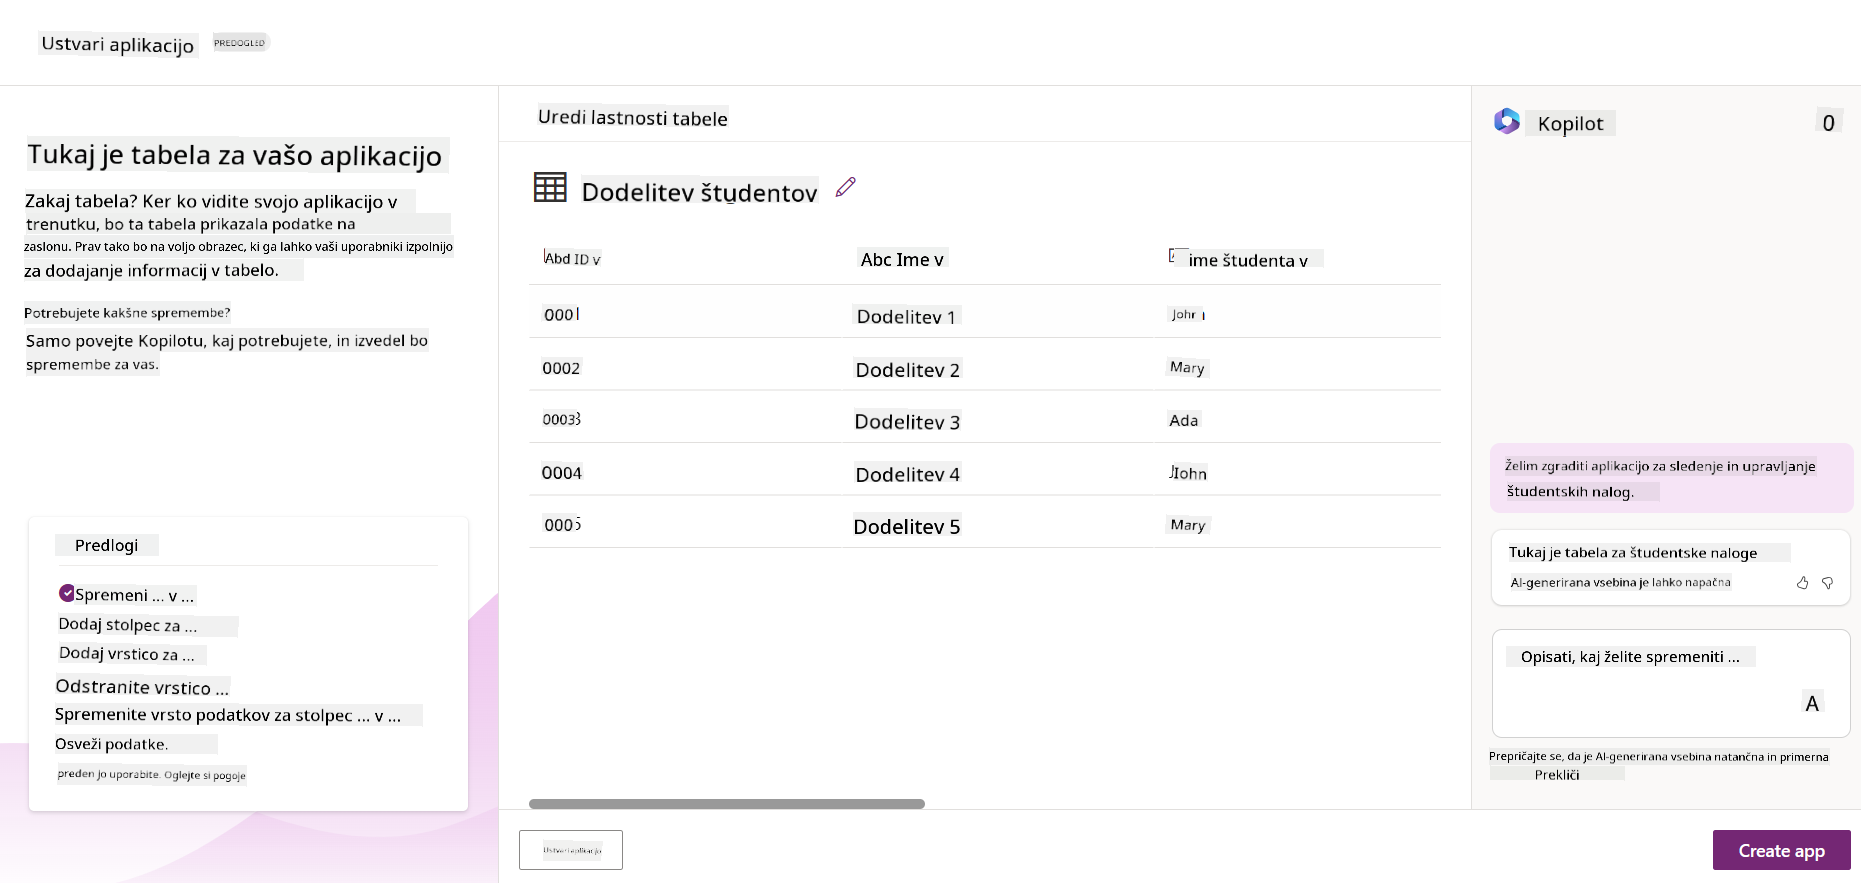 Ustvari aplikacijo PREDOGLED
Tukaj je tabela za vašo aplikacijo
Zakaj tabela? Ker ko vidite svojo aplikacijo v
trenutku, bo ta tabela prikazala podatke na
zaslonu. Prav tako bo na voljo obrazec, ki ga lahko vaši uporabniki izpolnijo
za dodajanje informacij v tabelo.
Potrebujete kakšne spremembe?
Samo povejte Kopilotu, kaj potrebujete, in izvedel bo
spremembe za vas.
Predlogi
Spremeni ... v ...
Dodaj stolpec za ...
Dodaj vrstico za ...
Odstranite vrstico ...
Spremenite vrsto podatkov za stolpec ... v ...
Osveži podatke.
preden jo uporabite. Oglejte si pogoje
Uredi lastnosti tabele
Dodelitev študentov
Abd ID v Abc Ime v ime študenta v
0001 Dodelitev 1 John
0002 Dodelitev 2 Mary
0003 Dodelitev 3 Ada
0004 Dodelitev 4 John
0005 Dodelitev 5 Mary
Ustvari aplikacijo
Kopilot 0
Želim zgraditi aplikacijo za sledenje in upravljanje
študentskih nalog.
Tukaj je tabela za študentske naloge
AI-generirana vsebina je lahko napačna
Opisati, kaj želite spremeniti ...
A
Prepričajte se, da je AI-generirana vsebina natančna in primerna
Prekliči
Create app